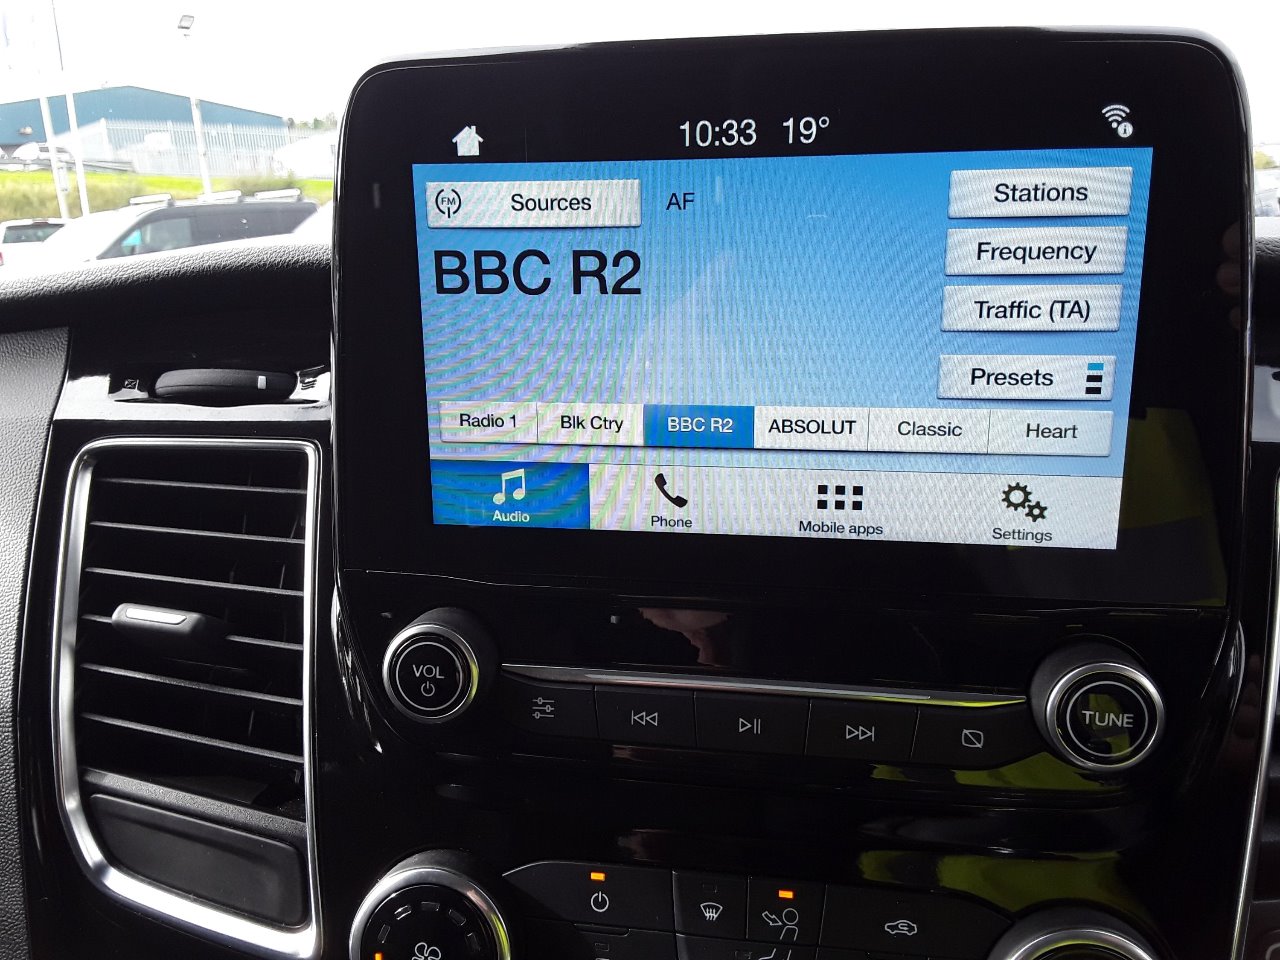 10:33 19°
FM Sources AF
Stations
BBC R2
Frequency
Traffic (TA)
Presets
Radio 1 Blk Ctry BBC R2 ABSOLUT Classic Heart
Audio Phone Mobile apps Settings
VOL
TUNE